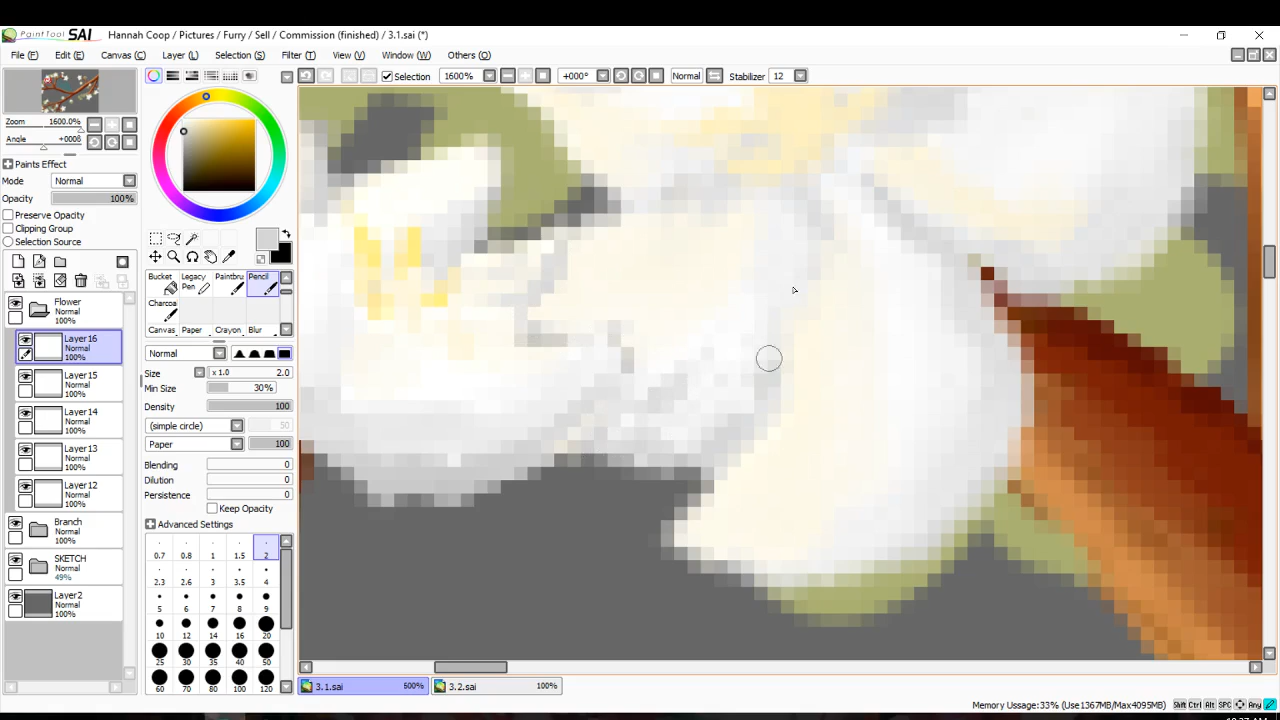 PaintTool SAI Hannah Coop / Pictures / Furry / Sell / Commission (finished) / 3.1.sai (*)
File (F) Edit (E) Canvas (C) Layer (L) Selection (S) Filter (T) View (V) Window (W) Others (O)
Selection 1600% +000° Normal Stabilizer 12
Zoom 1600.0%
Angle +000ß
Paints Effect
Mode Normal
Opacity 100%
Preserve Opacity
Clipping Group
Selection Source
Flower
Normal
100%
Layer16
Normal
100%
Layer15
Normal
100%
Layer14
Normal
100%
Layer13
Normal
100%
Layer12
Normal
100%
Branch
Normal
100%
SKETCH
Normal
49%
Layer2
Normal
100%
Bucket Legacy Pen Paintbru Pencil
Charcoa
Canvas Paper Crayon Blur
Normal
Size x 1.0 2.0
Min Size 30%
Density 100
(simple circle) 50
Paper 100
Blending 0
Dilution 0
Persistence 0
Keep Opacity
Advanced Settings
0.7 0.8 1 1.5 2
2.3 2.6 3 3.5 4
5 6 7 8 9
10 12 14 16 20
25 30 35 40 50
60 70 80 100 120
3.1.sai 600% 3.2.sai 100%
Memory Ussage: 33% (Use1367MB/Max4095MB) Shift Ctrl Alt SPC Any